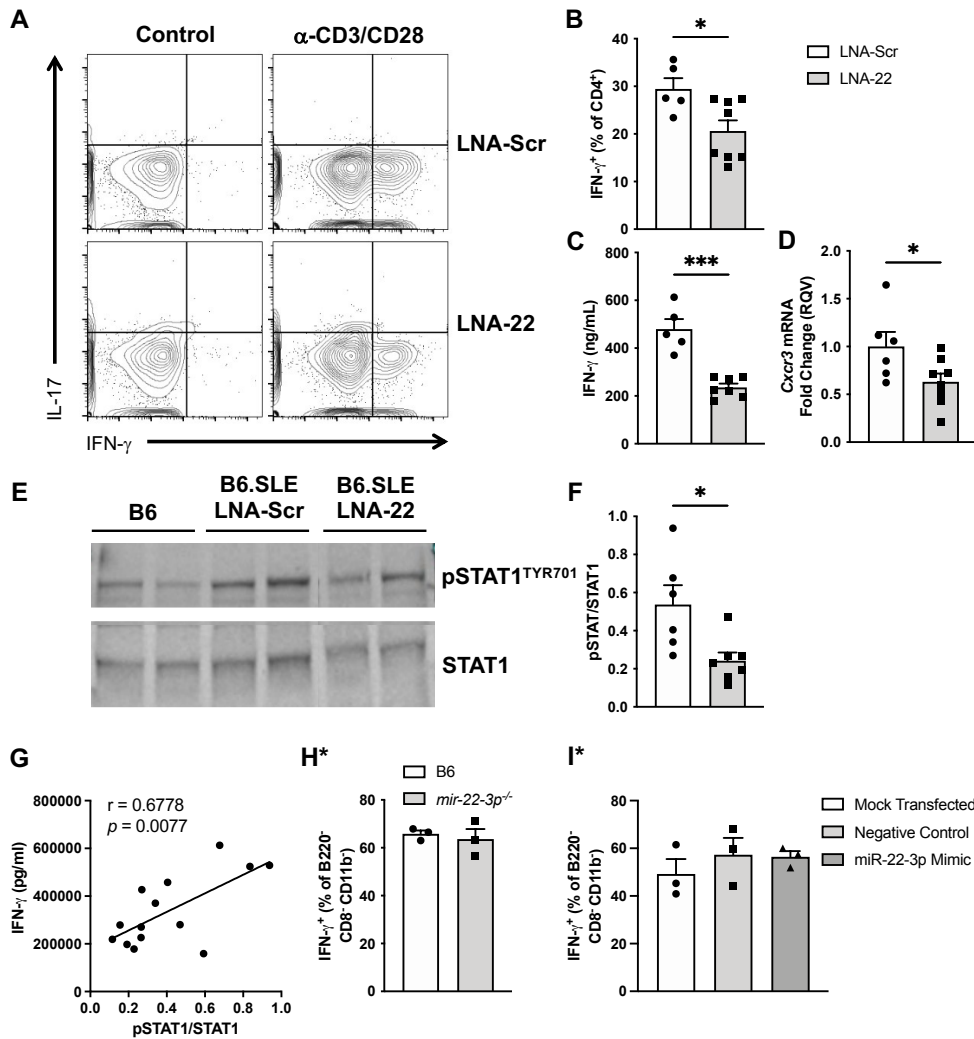 A
Control
α-CD3/CD28
LNA-Scr
LNA-22
IL-17
IFN-γ
B
*
IFN-γ⁺ (% of CD4⁺)
40
30
20
10
0
LNA-Scr
LNA-22
C
***
IFN-γ (ng/mL)
800
600
400
200
0
D
*
Cxcr3 mRNA
Fold Change (RQV)
2.0
1.5
1.0
0.5
0.0
E
B6
B6.SLE
LNA-Scr
B6.SLE
LNA-22
pSTAT1ᵀʸᴿ⁷⁰¹
STAT1
F
*
pSTAT/STAT1
1.0
0.8
0.6
0.4
0.2
0.0
G
r = 0.6778
p = 0.0077
IFN-γ (pg/ml)
800000
600000
400000
200000
0
0.0 0.2 0.4 0.6 0.8 1.0
pSTAT1/STAT1
H*
B6
mir-22-3p⁻/⁻
IFN-γ⁺ (% of B220⁻
CD8⁻ CD11b⁻)
80
60
40
20
0
I*
IFN-γ⁺ (% of B220⁻
CD8⁻ CD11b⁻)
80
60
40
20
0
Mock Transfected
Negative Control
miR-22-3p Mimic